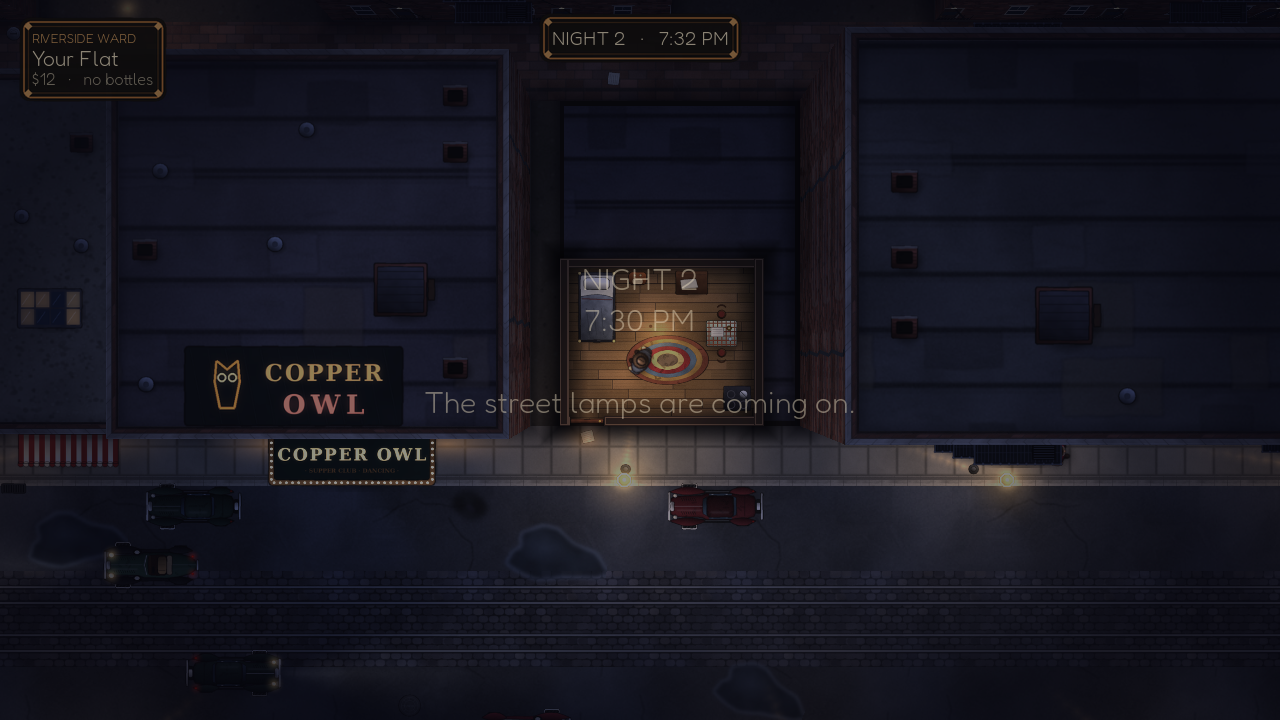 RIVERSIDE WARD
Your Flat
$12 · no bottles
NIGHT 2 · 7:32 PM
NIGHT 2
7:30 PM
The street lamps are coming on.
COPPER
OWL
COPPER OWL
· SUPPER CLUB · DANCING ·